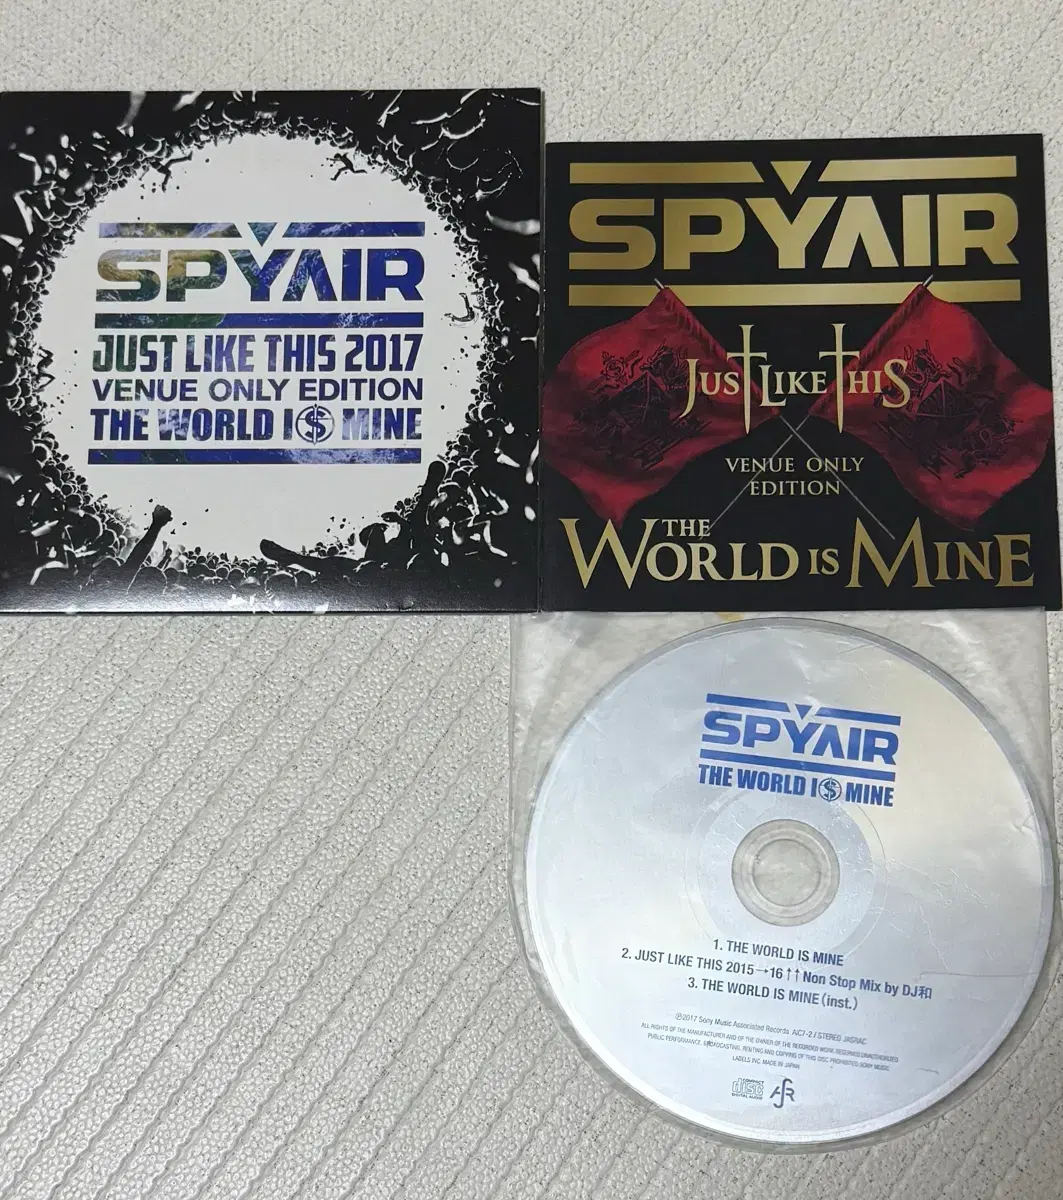 SPYAIR
JUST LIKE THIS 2017
VENUE ONLY EDITION
THE WORLD I$ MINE
SPYAIR
JUST LIKE THIS
VENUE ONLY
EDITION
THE
WORLD IS MINE
SPYAIR
THE WORLD I$ MINE
1. THE WORLD IS MINE
2. JUST LIKE THIS 2015→16↑↑Non Stop Mix by DJ和
3. THE WORLD IS MINE(inst.)
℗2017 Sony Music Associated Records AIC7-2 / STEREO JASRAC
ALL RIGHTS OF THE MANUFACTURER AND OF THE OWNER OF THE RECORDED WORK RESERVED.UNAUTHORIZED
PUBLIC PERFORMANCE, BROADCASTING, RENTING AND COPYING OF THIS DISC PROHIBITED.SONY MUSIC
LABELS INC. MADE IN JAPAN
COMPACT
disc
DIGITAL AUDIO